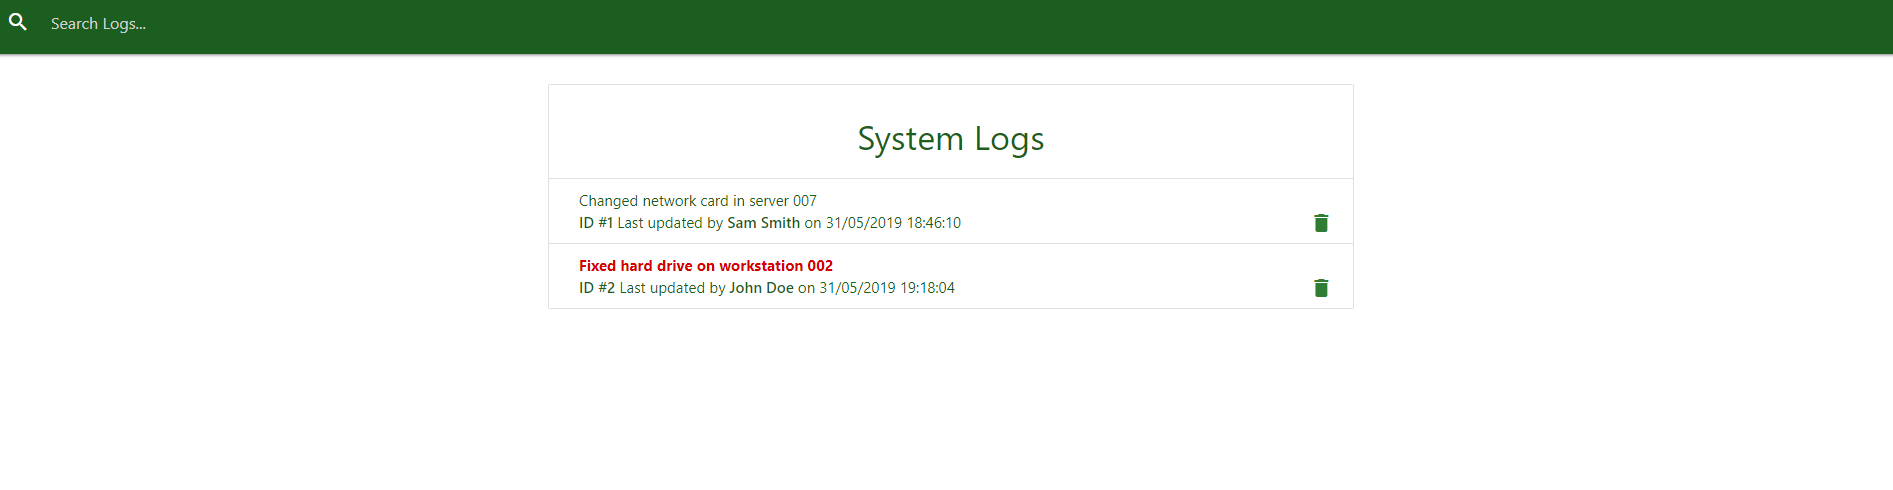 Search Logs...
System Logs
Changed network card in server 007
ID #1 Last updated by Sam Smith on 31/05/2019 18:46:10
Fixed hard drive on workstation 002
ID #2 Last updated by John Doe on 31/05/2019 19:18:04